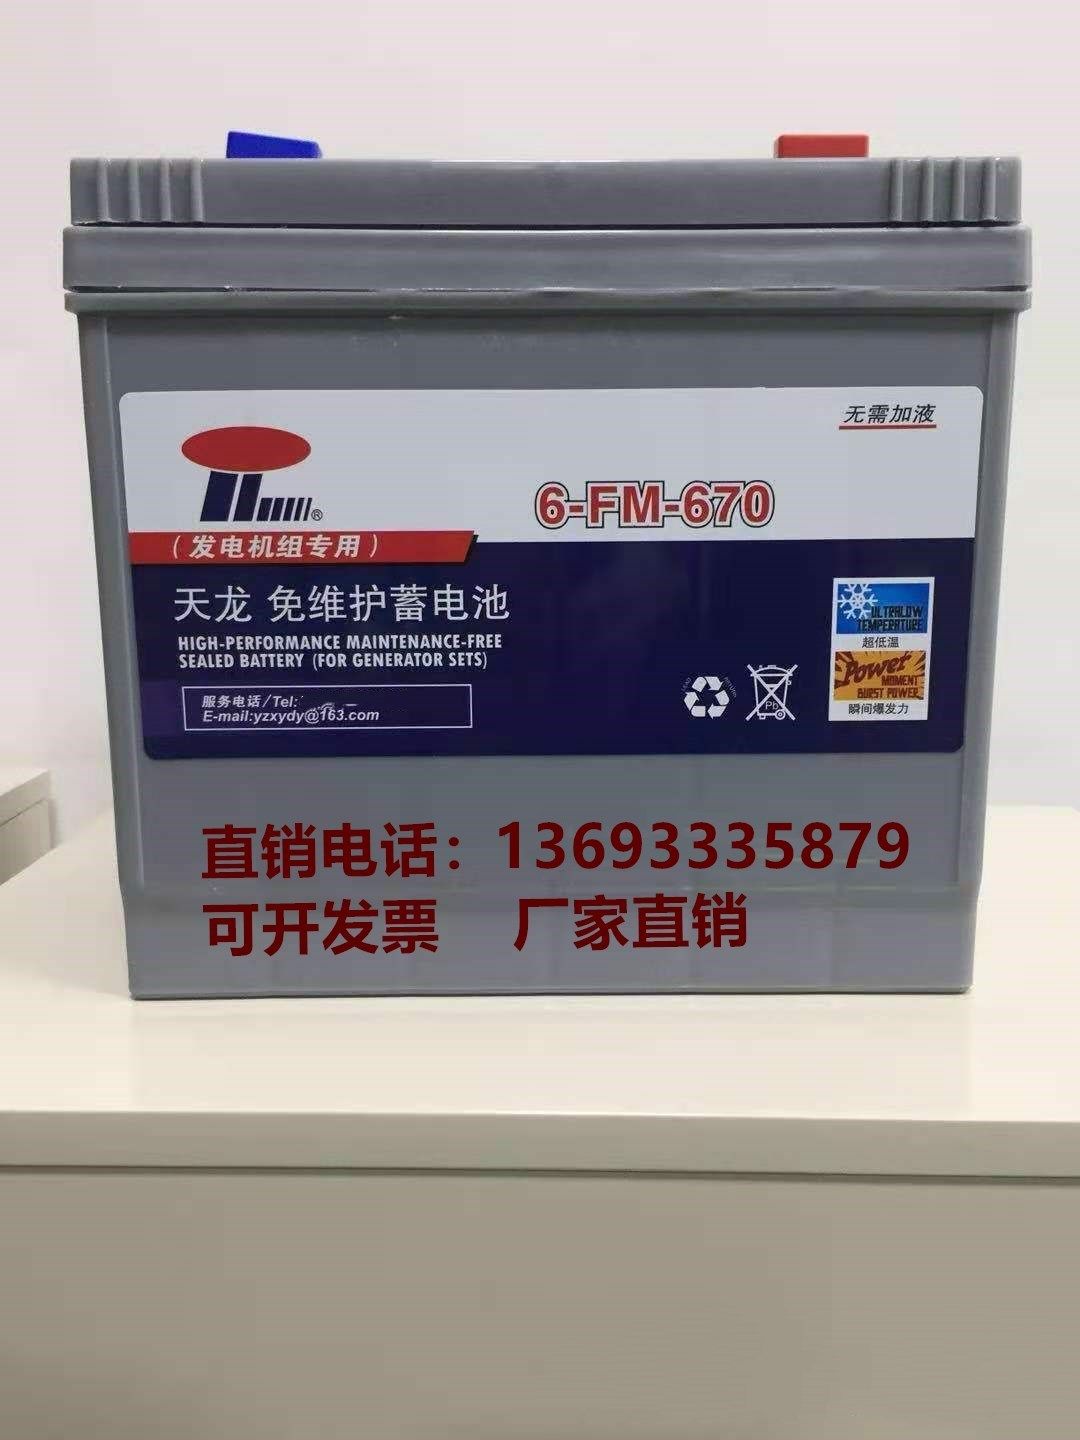 无需加液
®
6-FM-670
（发电机组专用）
天龙 免维护蓄电池
HIGH-PERFORMANCE MAINTENANCE-FREE
SEALED BATTERY (FOR GENERATOR SETS)
服务电话/Tel:
E-mail:yzxydy@163.com
Pb
ULTRALOW
TEMPERATURE
超低温
Power
MOMENT
BURST POWER
瞬间爆发力
直销电话：13693335879
可开发票 厂家直销